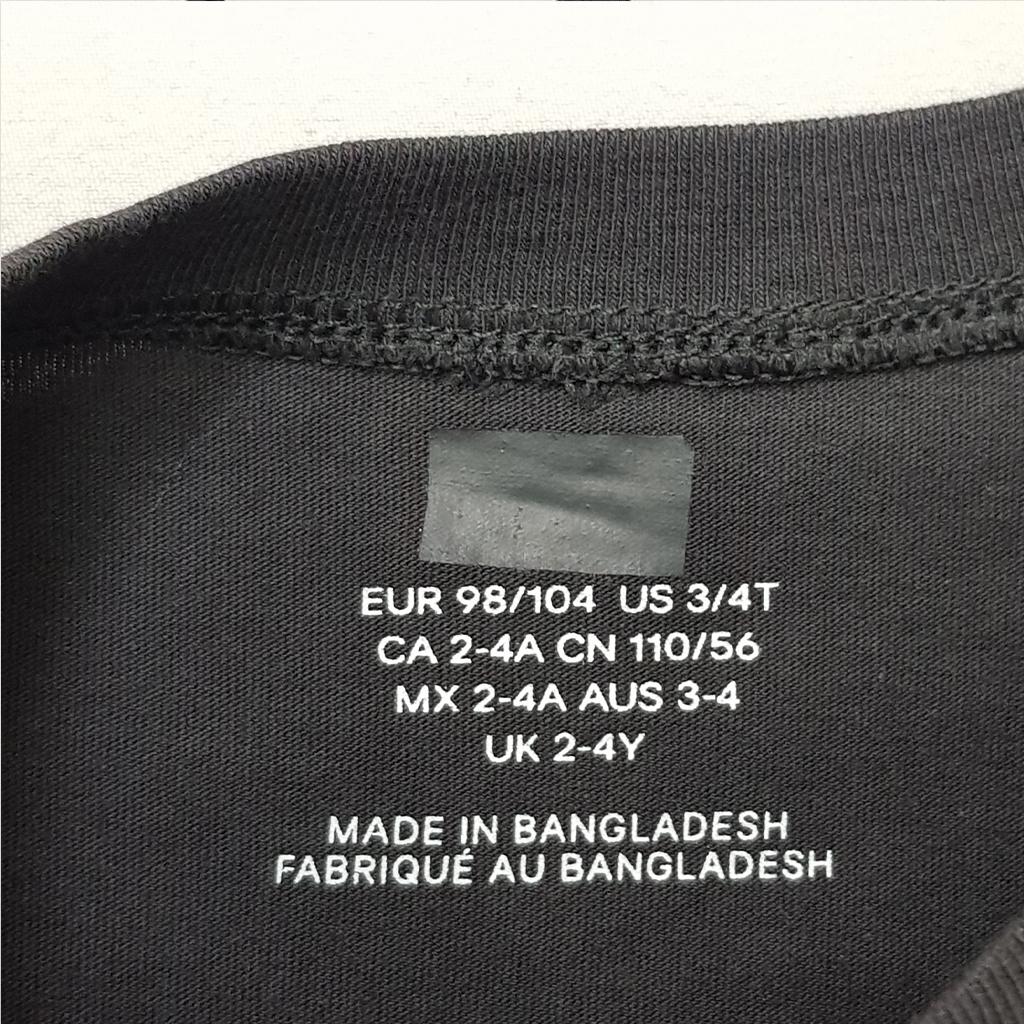 EUR 98/104 US 3/4T
CA 2-4A CN 110/56
MX 2-4A AUS 3-4
UK 2-4Y
MADE IN BANGLADESH
FABRIQUÉ AU BANGLADESH